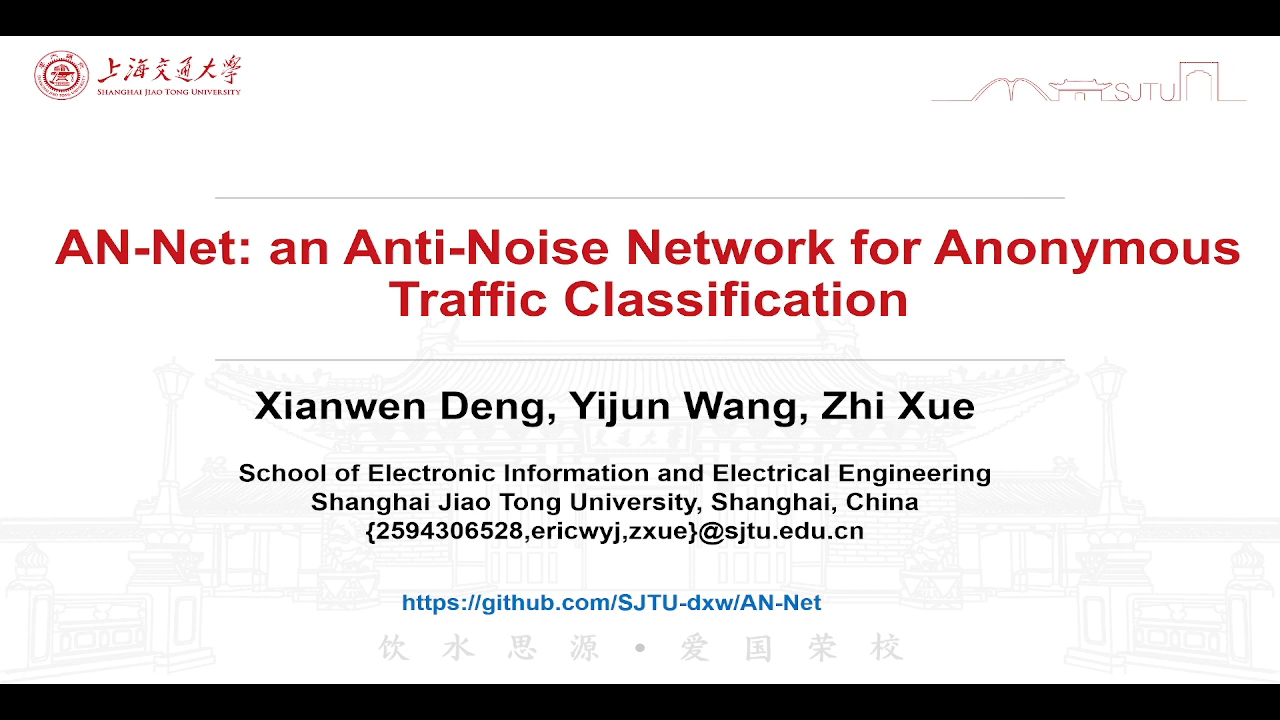 上海交通大学
SHANGHAI JIAO TONG UNIVERSITY
SJTU
AN-Net: an Anti-Noise Network for Anonymous
Traffic Classification
Xianwen Deng, Yijun Wang, Zhi Xue
School of Electronic Information and Electrical Engineering
Shanghai Jiao Tong University, Shanghai, China
{2594306528,ericwyj,zxue}@sjtu.edu.cn
https://github.com/SJTU-dxw/AN-Net
饮水思源·爱国荣校